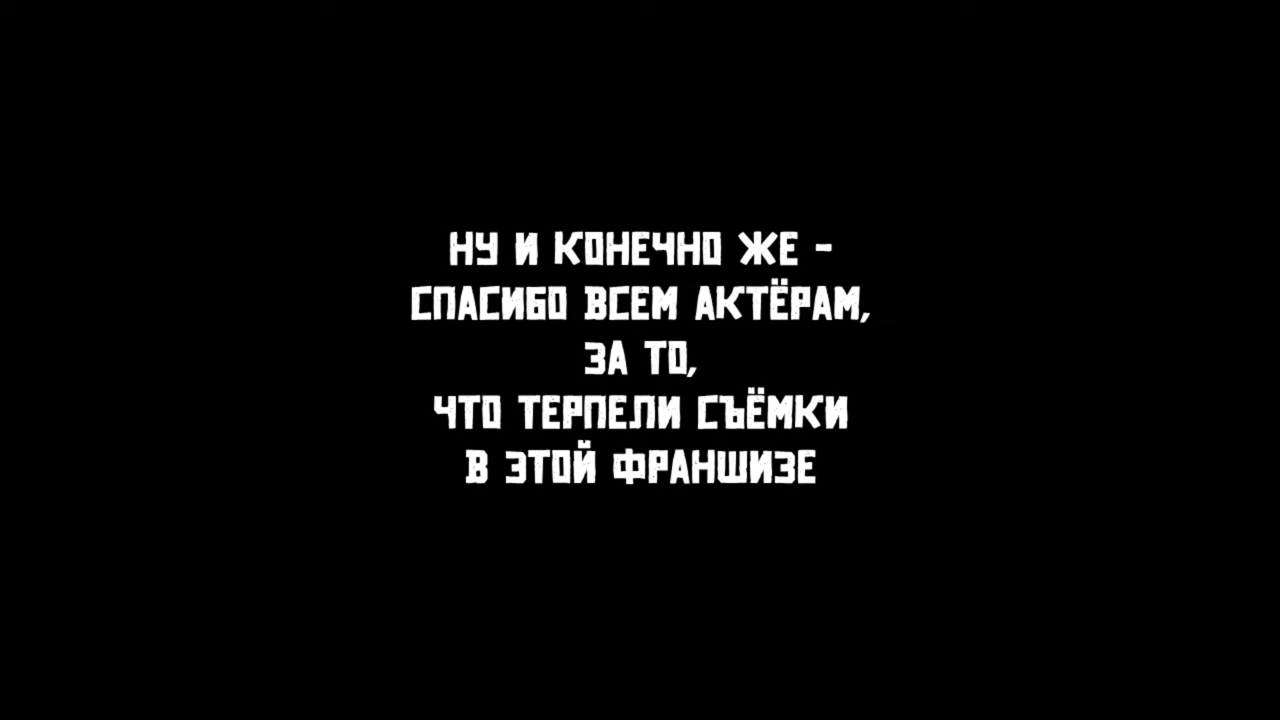 НУ И КОНЕЧНО ЖЕ -
СПАСИБО ВСЕМ АКТЁРАМ,
ЗА ТО,
ЧТО ТЕРПЕЛИ СЪЁМКИ
В ЭТОЙ ФРАНШИЗЕ